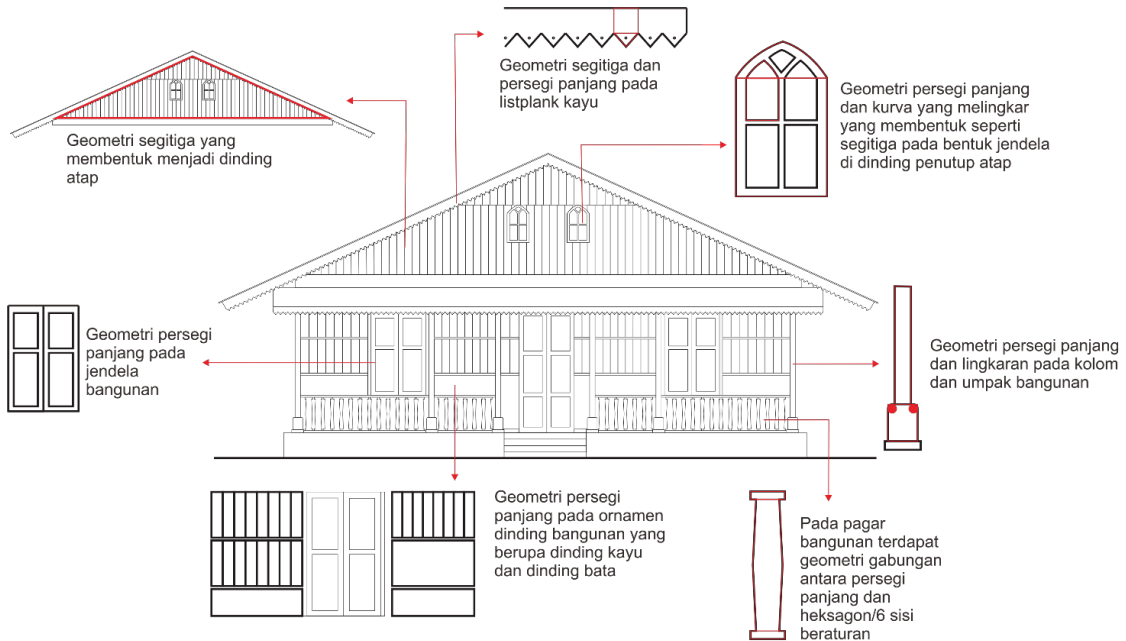 Geometri segitiga dan
persegi panjang pada
listplank kayu
Geometri persegi panjang
dan kurva yang melingkar
yang membentuk seperti
segitiga pada bentuk jendela
di dinding penutup atap
Geometri segitiga yang
membentuk menjadi dinding
atap
Geometri persegi
panjang pada
jendela
bangunan
Geometri persegi panjang
dan lingkaran pada kolom
dan umpak bangunan
Geometri persegi
panjang pada ornamen
dinding bangunan yang
berupa dinding kayu
dan dinding bata
Pada pagar
bangunan terdapat
geometri gabungan
antara persegi
panjang dan
heksagon/6 sisi
beraturan